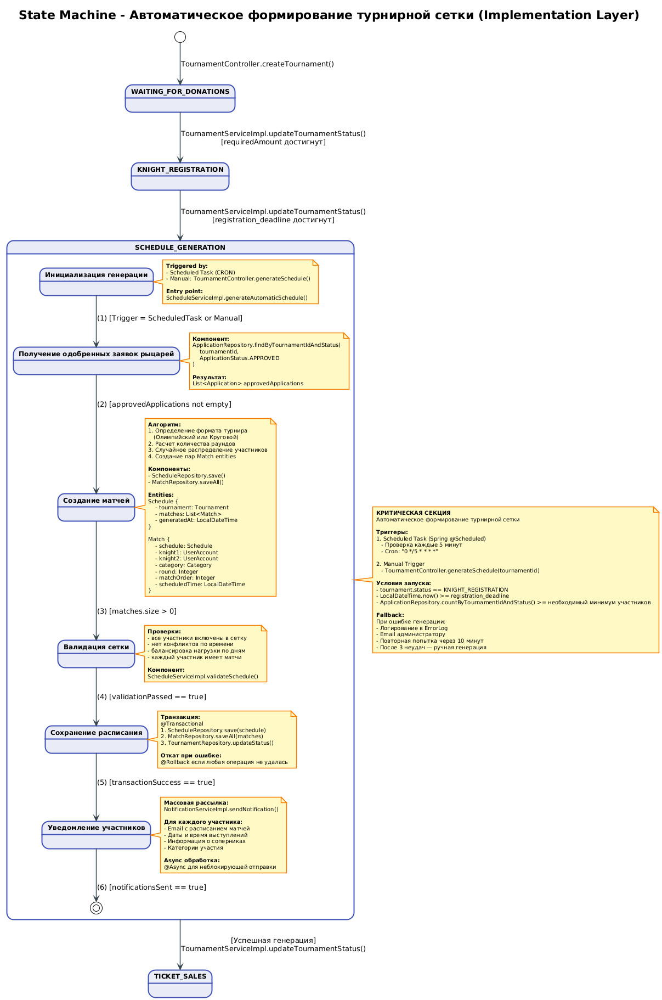 State Machine - Автоматическое формирование турнирной сетки (Implementation Layer)
TournamentController.createTournament()
WAITING_FOR_DONATIONS
TournamentServiceImpl.updateTournamentStatus()
[requiredAmount достигнут]
KNIGHT_REGISTRATION
TournamentServiceImpl.updateTournamentStatus()
[registration_deadline достигнут]
SCHEDULE_GENERATION
Инициализация генерации
Triggered by:
- Scheduled Task (CRON)
- Manual: TournamentController.generateSchedule()
Entry point:
ScheduleServiceImpl.generateAutomaticSchedule()
(1) [Trigger = ScheduledTask or Manual]
Получение одобренных заявок рыцарей
Компонент:
ApplicationRepository.findByTournamentIdAndStatus(
tournamentId,
ApplicationStatus.APPROVED
)
Результат:
List<Application> approvedApplications
(2) [approvedApplications not empty]
Создание матчей
Алгоритм:
1. Определение формата турнира
(Олимпийский или Круговой)
2. Расчет количества раундов
3. Случайное распределение участников
4. Создание пар Match entities
Компоненты:
- ScheduleRepository.save()
- MatchRepository.saveAll()
Entities:
Schedule {
- tournament: Tournament
- matches: List<Match>
- generatedAt: LocalDateTime
}
Match {
- schedule: Schedule
- knight1: UserAccount
- knight2: UserAccount
- category: Category
- round: Integer
- matchOrder: Integer
- scheduledTime: LocalDateTime
}
КРИТИЧЕСКАЯ СЕКЦИЯ
Автоматическое формирование турнирной сетки
Триггеры:
1. Scheduled Task (Spring @Scheduled)
- Проверка каждые 5 минут
- Cron: "0 */5 * * * *"
2. Manual Trigger
- TournamentController.generateSchedule(tournamentId)
Условия запуска:
- tournament.status == KNIGHT_REGISTRATION
- LocalDateTime.now() >= registration_deadline
- ApplicationRepository.countByTournamentIdAndStatus() >= необходимый минимум участников
Fallback:
При ошибке генерации:
- Логирование в ErrorLog
- Email администратору
- Повторная попытка через 10 минут
- После 3 неудач — ручная генерация
(3) [matches.size > 0]
Валидация сетки
Проверки:
- все участники включены в сетку
- нет конфликтов по времени
- балансировка нагрузки по дням
- каждый участник имеет матчи
Компонент:
ScheduleServiceImpl.validateSchedule()
(4) [validationPassed == true]
Сохранение расписания
Транзакция:
@Transactional
1. ScheduleRepository.save(schedule)
2. MatchRepository.saveAll(matches)
3. TournamentRepository.updateStatus()
Откат при ошибке:
@Rollback если любая операция не удалась
(5) [transactionSuccess == true]
Уведомление участников
Массовая рассылка:
NotificationServiceImpl.sendNotification()
Для каждого участника:
- Email с расписанием матчей
- Даты и время выступлений
- Информация о соперниках
- Категории участия
Async обработка:
@Async для неблокирующей отправки
(6) [notificationsSent == true]
[Успешная генерация]
TournamentServiceImpl.updateTournamentStatus()
TICKET_SALES